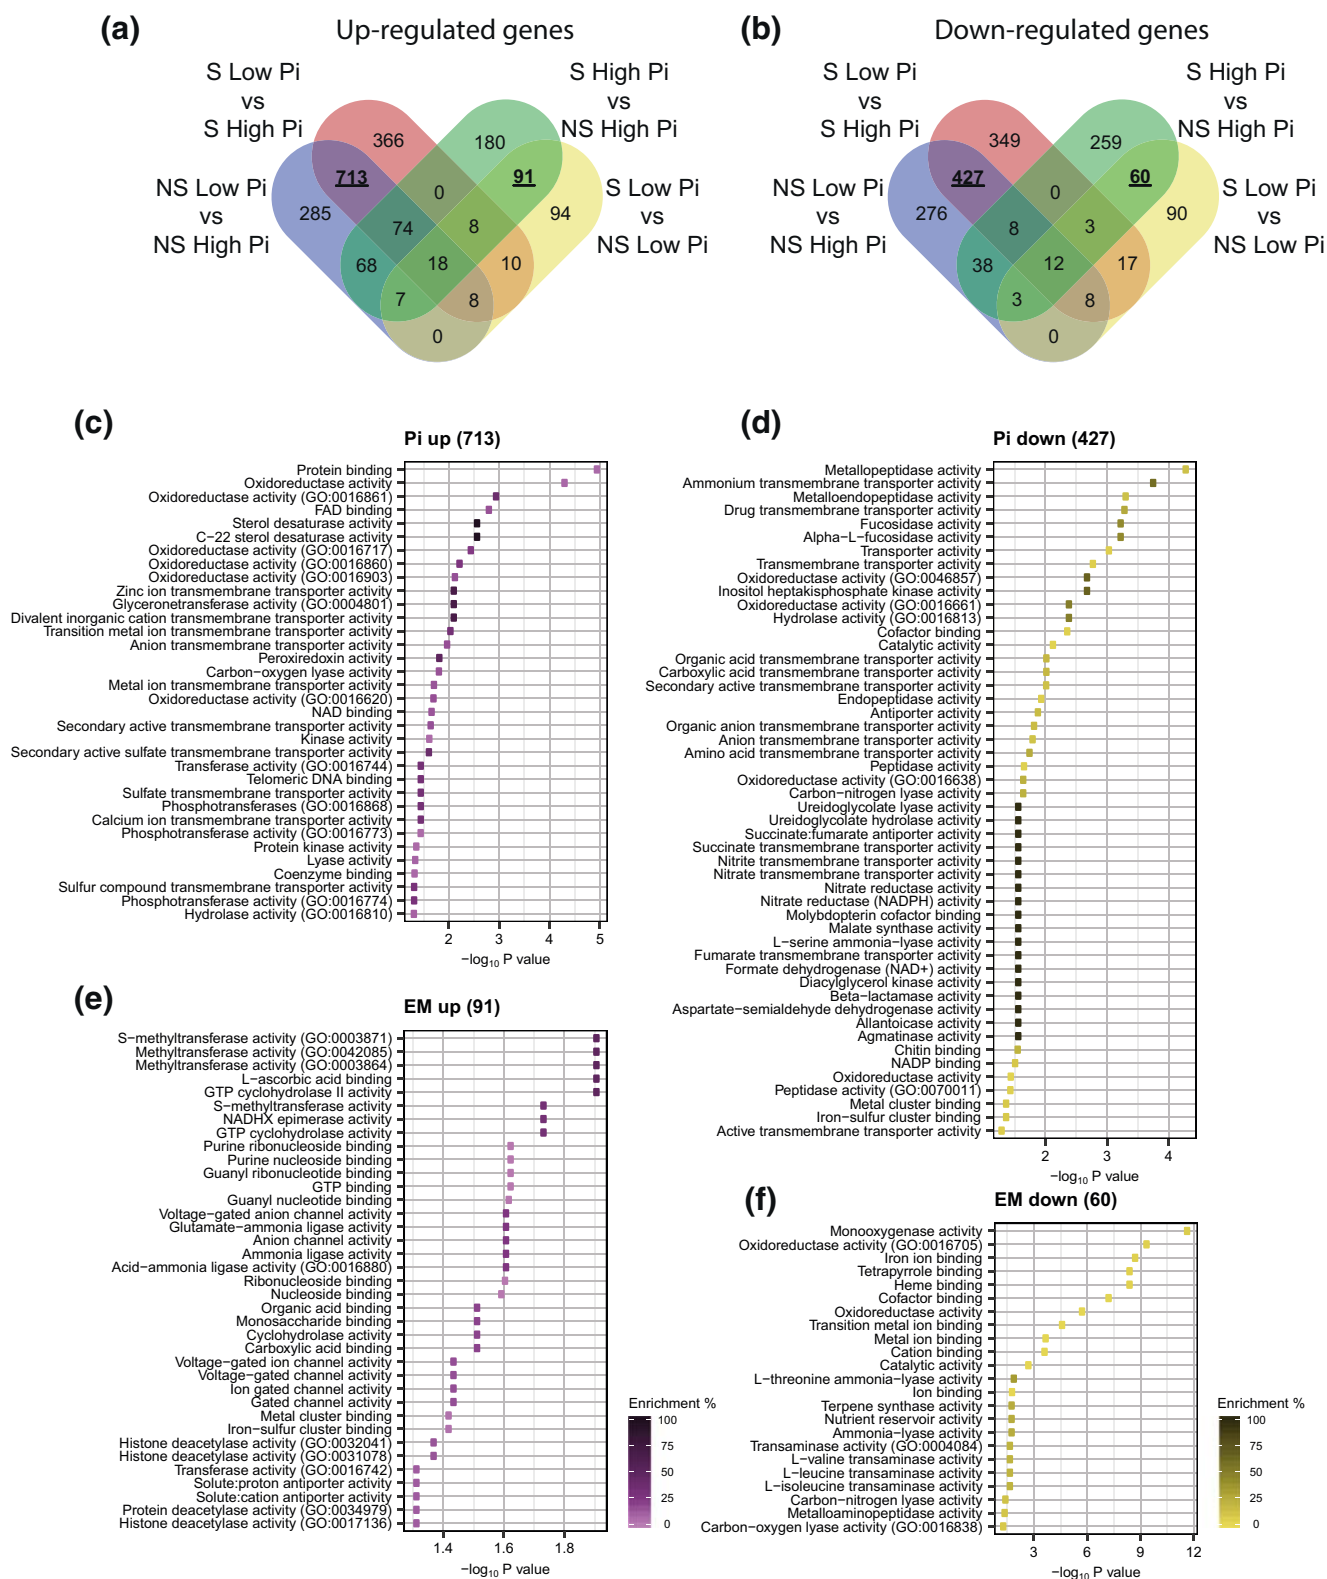 (a)
Up-regulated genes
S Low Pi
vs
S High Pi
S High Pi
vs
NS High Pi
NS Low Pi
vs
NS High Pi
S Low Pi
vs
NS Low Pi
366
180
713
91
0
285
94
74
8
68
18
10
7
8
0
(b)
Down-regulated genes
S Low Pi
vs
S High Pi
S High Pi
vs
NS High Pi
NS Low Pi
vs
NS High Pi
S Low Pi
vs
NS Low Pi
349
259
427
60
0
276
90
8
3
38
12
17
3
8
0
(c)
Pi up (713)
Protein binding
Oxidoreductase activity
Oxidoreductase activity (GO:0016861)
FAD binding
Sterol desaturase activity
C−22 sterol desaturase activity
Oxidoreductase activity (GO:0016717)
Oxidoreductase activity (GO:0016860)
Oxidoreductase activity (GO:0016903)
Zinc ion transmembrane transporter activity
Glyceronetransferase activity (GO:0004801)
Divalent inorganic cation transmembrane transporter activity
Transition metal ion transmembrane transporter activity
Anion transmembrane transporter activity
Peroxiredoxin activity
Carbon−oxygen lyase activity
Metal ion transmembrane transporter activity
Oxidoreductase activity (GO:0016620)
NAD binding
Secondary active transmembrane transporter activity
Kinase activity
Secondary active sulfate transmembrane transporter activity
Transferase activity (GO:0016744)
Telomeric DNA binding
Sulfate transmembrane transporter activity
Phosphotransferases (GO:0016868)
Calcium ion transmembrane transporter activity
Phosphotransferase activity (GO:0016773)
Protein kinase activity
Lyase activity
Coenzyme binding
Sulfur compound transmembrane transporter activity
Phosphotransferase activity (GO:0016774)
Hydrolase activity (GO:0016810)
2 3 4 5
−log₁₀ P value
(d)
Pi down (427)
Metallopeptidase activity
Ammonium transmembrane transporter activity
Metalloendopeptidase activity
Drug transmembrane transporter activity
Fucosidase activity
Alpha−L−fucosidase activity
Transporter activity
Transmembrane transporter activity
Oxidoreductase activity (GO:0046857)
Inositol heptakisphosphate kinase activity
Oxidoreductase activity (GO:0016661)
Hydrolase activity (GO:0016813)
Cofactor binding
Catalytic activity
Organic acid transmembrane transporter activity
Carboxylic acid transmembrane transporter activity
Secondary active transmembrane transporter activity
Endopeptidase activity
Antiporter activity
Organic anion transmembrane transporter activity
Anion transmembrane transporter activity
Amino acid transmembrane transporter activity
Peptidase activity
Oxidoreductase activity (GO:0016638)
Carbon−nitrogen lyase activity
Ureidoglycolate lyase activity
Ureidoglycolate hydrolase activity
Succinate:fumarate antiporter activity
Succinate transmembrane transporter activity
Nitrite transmembrane transporter activity
Nitrate transmembrane transporter activity
Nitrate reductase activity
Nitrate reductase (NADPH) activity
Molybdopterin cofactor binding
Malate synthase activity
L−serine ammonia−lyase activity
Fumarate transmembrane transporter activity
Formate dehydrogenase (NAD+) activity
Diacylglycerol kinase activity
Beta−lactamase activity
Aspartate−semialdehyde dehydrogenase activity
Allantoicase activity
Agmatinase activity
Chitin binding
NADP binding
Oxidoreductase activity
Peptidase activity (GO:0070011)
Metal cluster binding
Iron−sulfur cluster binding
Active transmembrane transporter activity
2 3 4
−log₁₀ P value
(e)
EM up (91)
S−methyltransferase activity (GO:0003871)
Methyltransferase activity (GO:0042085)
Methyltransferase activity (GO:0003864)
L−ascorbic acid binding
GTP cyclohydrolase II activity
S−methyltransferase activity
NADHX epimerase activity
GTP cyclohydrolase activity
Purine ribonucleoside binding
Purine nucleoside binding
Guanyl ribonucleotide binding
GTP binding
Guanyl nucleotide binding
Voltage−gated anion channel activity
Glutamate−ammonia ligase activity
Anion channel activity
Ammonia ligase activity
Acid−ammonia ligase activity (GO:0016880)
Ribonucleoside binding
Nucleoside binding
Organic acid binding
Monosaccharide binding
Cyclohydrolase activity
Carboxylic acid binding
Voltage−gated ion channel activity
Voltage−gated channel activity
Ion gated channel activity
Gated channel activity
Metal cluster binding
Iron−sulfur cluster binding
Histone deacetylase activity (GO:0032041)
Histone deacetylase activity (GO:0031078)
Transferase activity (GO:0016742)
Solute:proton antiporter activity
Solute:cation antiporter activity
Protein deacetylase activity (GO:0034979)
Histone deacetylase activity (GO:0017136)
1.4 1.6 1.8
−log₁₀ P value
Enrichment %
100
75
50
25
0
(f)
EM down (60)
Monooxygenase activity
Oxidoreductase activity (GO:0016705)
Iron ion binding
Tetrapyrrole binding
Heme binding
Cofactor binding
Oxidoreductase activity
Transition metal ion binding
Metal ion binding
Cation binding
Catalytic activity
L−threonine ammonia−lyase activity
Ion binding
Terpene synthase activity
Nutrient reservoir activity
Ammonia−lyase activity
Transaminase activity (GO:0004084)
L−valine transaminase activity
L−leucine transaminase activity
L−isoleucine transaminase activity
Carbon−nitrogen lyase activity
Metalloaminopeptidase activity
Carbon−oxygen lyase activity (GO:0016838)
3 6 9 12
−log₁₀ P value
Enrichment %
100
75
50
25
0